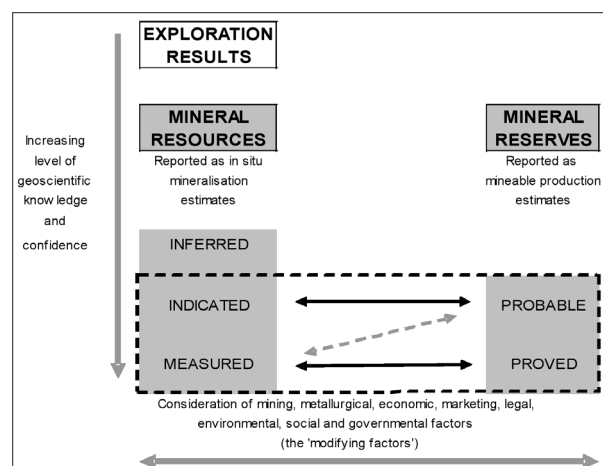 EXPLORATION
RESULTS
MINERAL
RESOURCES
Reported as in situ
mineralisation
estimates
MINERAL
RESERVES
Reported as
mineable production
estimates
Increasing
level of
geoscientific
knowledge
and
confidence
INFERRED
INDICATED
PROBABLE
MEASURED
PROVED
Consideration of mining, metallurgical, economic, marketing, legal,
environmental, social and governmental factors
(the 'modifying factors')